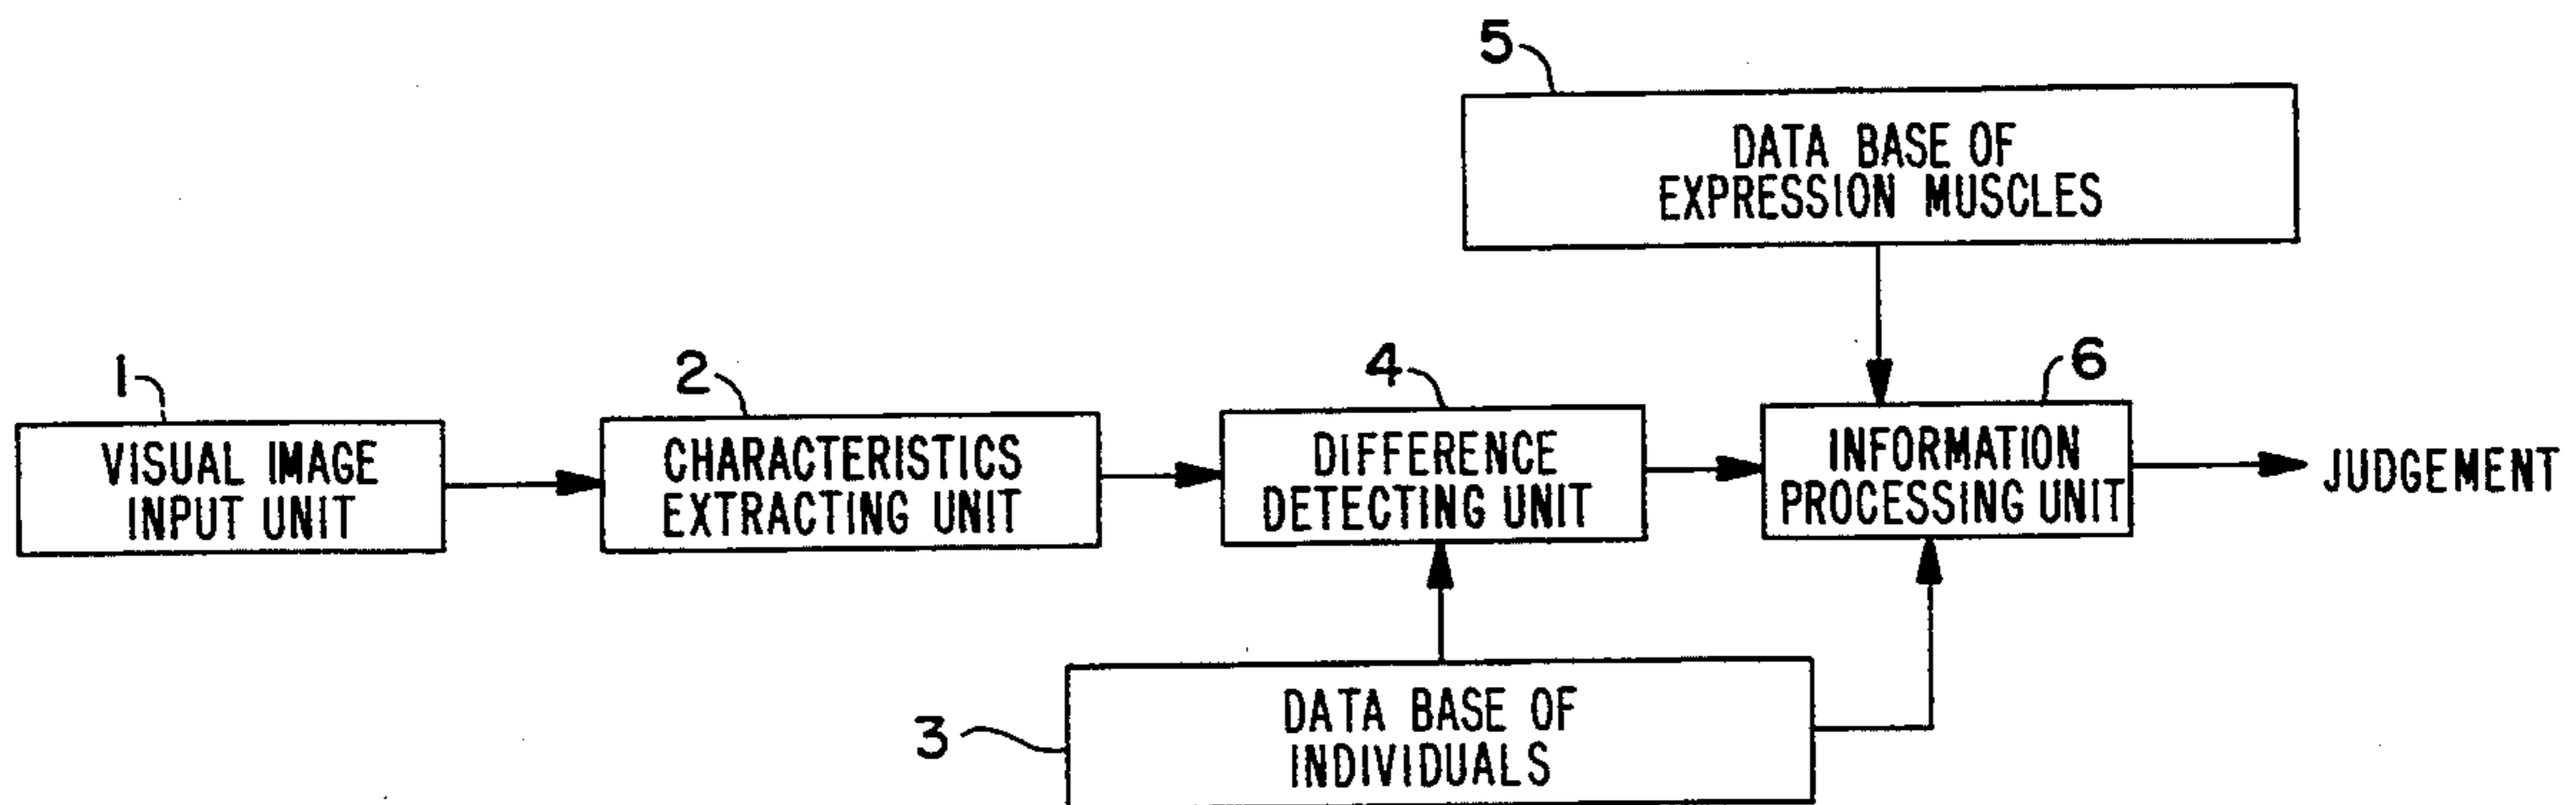 5
DATA BASE OF
EXPRESSION MUSCLES
1
2
4
6
VISUAL IMAGE
INPUT UNIT
CHARACTERISTICS
EXTRACTING UNIT
DIFFERENCE
DETECTING UNIT
INFORMATION
PROCESSING UNIT
JUDGEMENT
3
DATA BASE OF
INDIVIDUALS